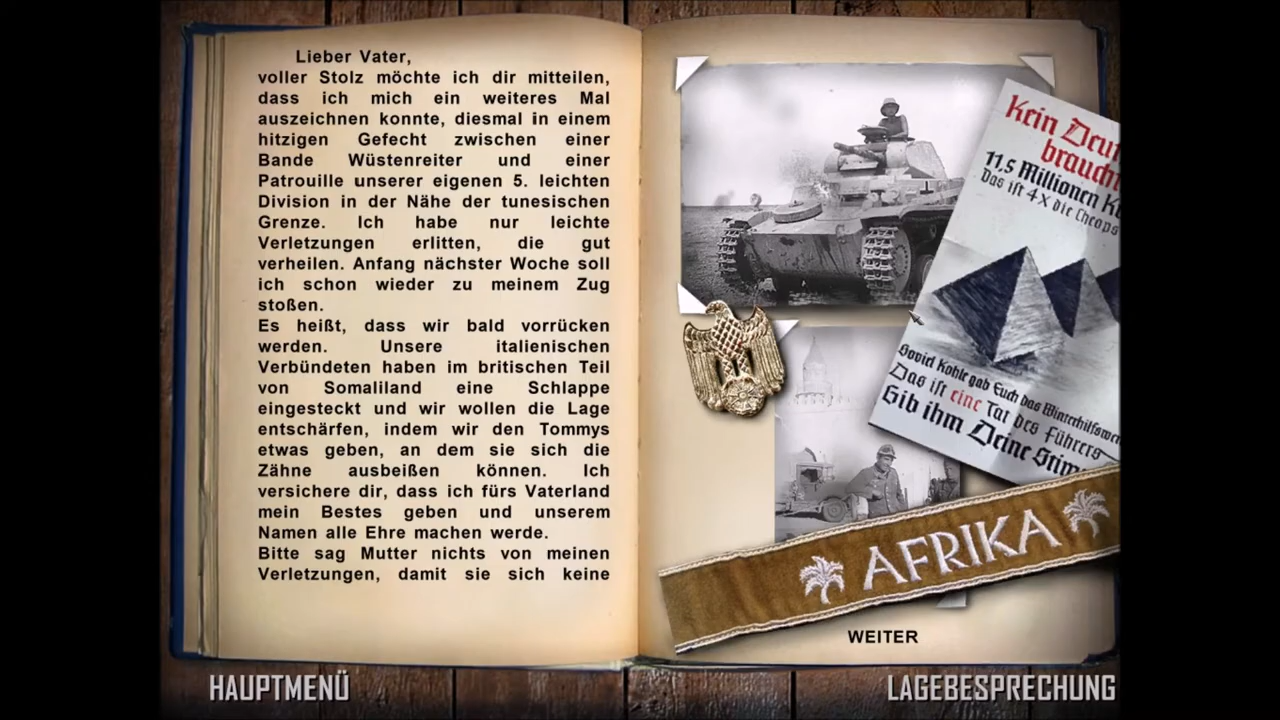 Lieber Vater,
voller Stolz möchte ich dir mitteilen,
dass ich mich ein weiteres Mal
auszeichnen konnte, diesmal in einem
hitzigen Gefecht zwischen einer
Bande Wüstenreiter und einer
Patrouille unserer eigenen 5. leichten
Division in der Nähe der tunesischen
Grenze. Ich habe nur leichte
Verletzungen erlitten, die gut
verheilen. Anfang nächster Woche soll
ich schon wieder zu meinem Zug
stoßen.
Es heißt, dass wir bald vorrücken
werden. Unsere italienischen
Verbündeten haben im britischen Teil
von Somaliland eine Schlappe
eingesteckt und wir wollen die Lage
entschärfen, indem wir den Tommys
etwas geben, an dem sie sich die
Zähne ausbeißen können. Ich
versichere dir, dass ich fürs Vaterland
mein Bestes geben und unserem
Namen alle Ehre machen werde.
Bitte sag Mutter nichts von meinen
Verletzungen, damit sie sich keine
Kein
11,5 Millionen
Das ist 4x die Cheops
Soviel Kohle gab Euch das
Das ist eine Tat des Führers
Gib ihm Deine
AFRIKA
WEITER
HAUPTMENÜ
LAGEBESPRECHUNG